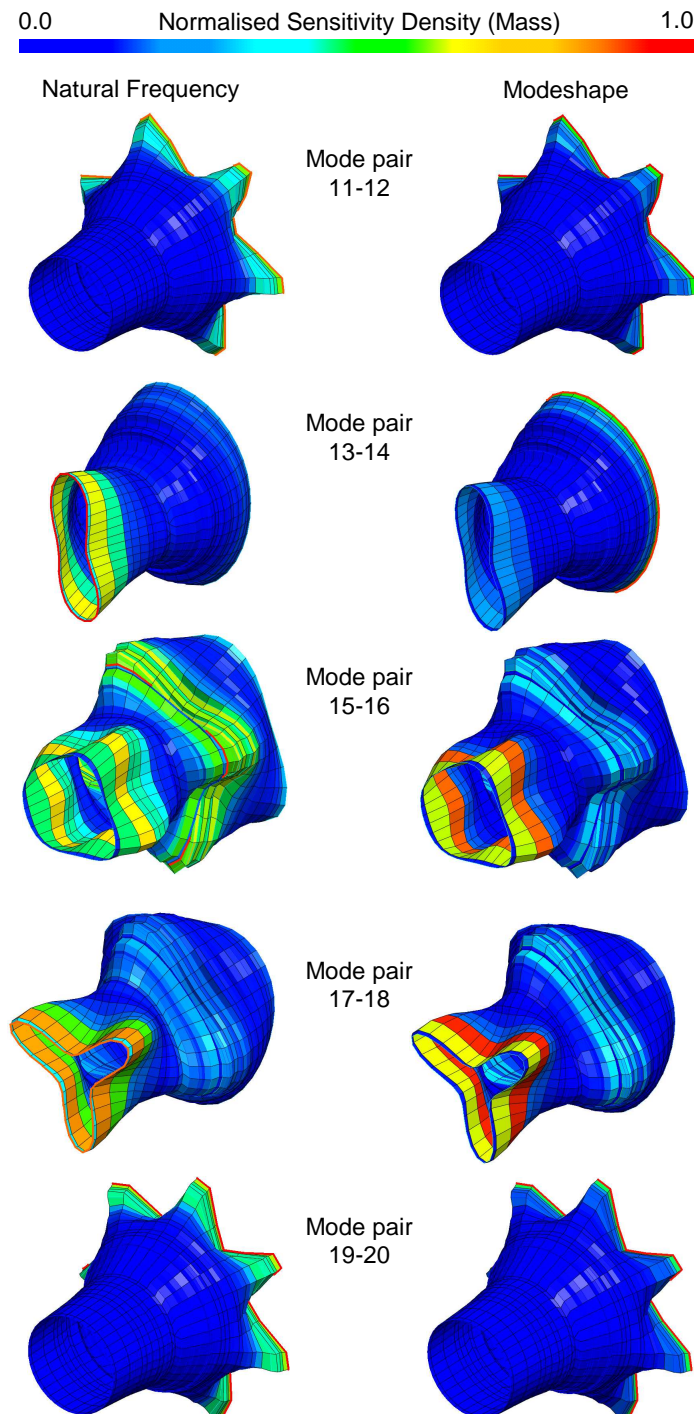 0.0 Normalised Sensitivity Density (Mass) 1.0
Natural Frequency Modeshape
Mode pair
11-12
Mode pair
13-14
Mode pair
15-16
Mode pair
17-18
Mode pair
19-20